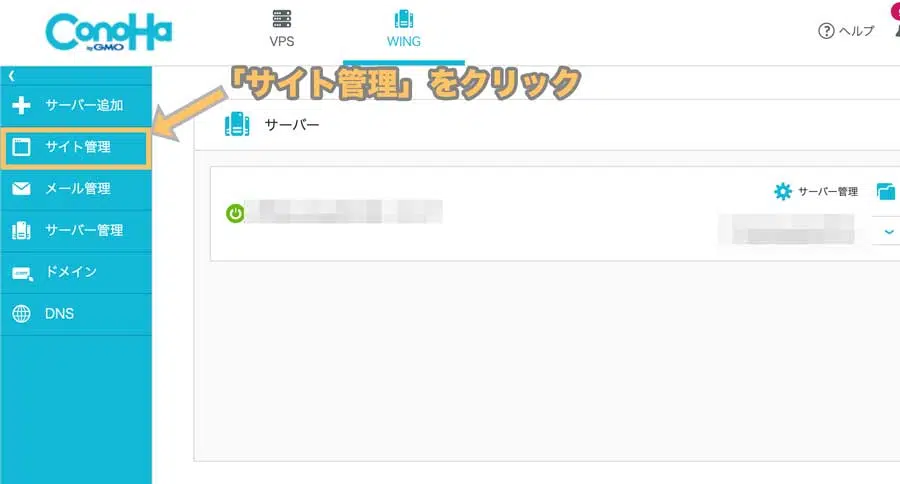 ConoHa
by GMO
VPS
WING
ヘルプ
「サイト管理」をクリック
サーバー追加
サイト管理
メール管理
サーバー管理
ドメイン
DNS
サーバー
サーバー管理